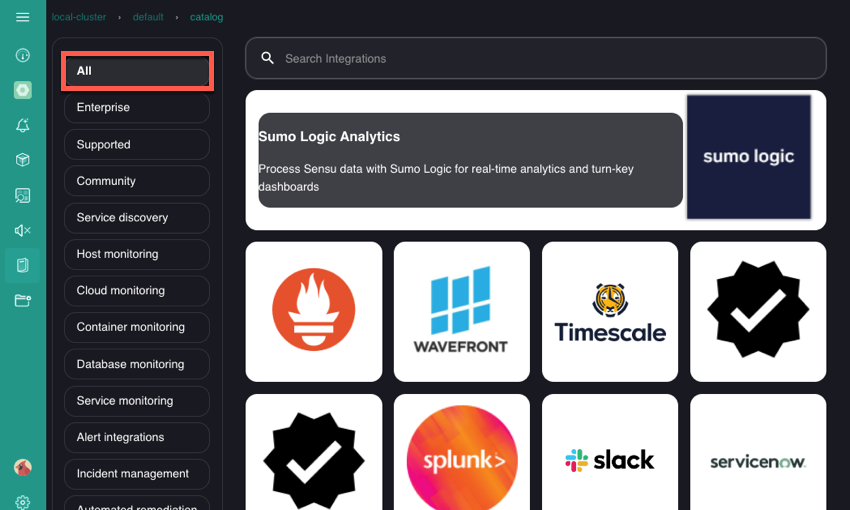 local-cluster › default › catalog
All
Enterprise
Supported
Community
Service discovery
Host monitoring
Cloud monitoring
Container monitoring
Database monitoring
Service monitoring
Alert integrations
Incident management
Automated remediation
Search Integrations
Sumo Logic Analytics
Process Sensu data with Sumo Logic for real-time analytics and turn-key
dashboards
sumo logic
WAVEFRONT
Timescale
splunk>
slack
servicenow.